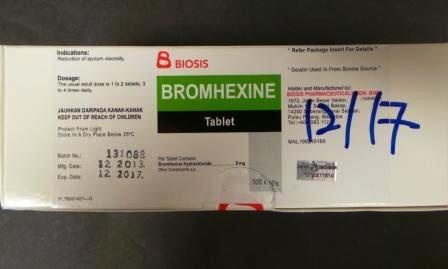 Indications:
Reduction of sputum viscosity.
Dosage:
The usual adult dose is 1 to 2 tablets, 3
to 4 times daily.
JAUHKAN DARIPADA KANAK-KANAK
KEEP OUT OF REACH OF CHILDREN
Protect From Light
Store In A Dry Place Below 25°C
Batch No.: 131088
Mfg. Date: 12 2013
Exp. Date: 12 2017.
B BIOSIS
BROMHEXINE
Tablet
Per Tablet Contains:
Bromhexine Hydrochloride 8 mg
Other Constituents q.s.
100 x 10's
* Refer Package Insert For Details *
* Gelatin Used Is From Bovine Source *
Holder and Manufactured by:
BIOSIS PHARMACEUTICAL
Malaysia
12/17